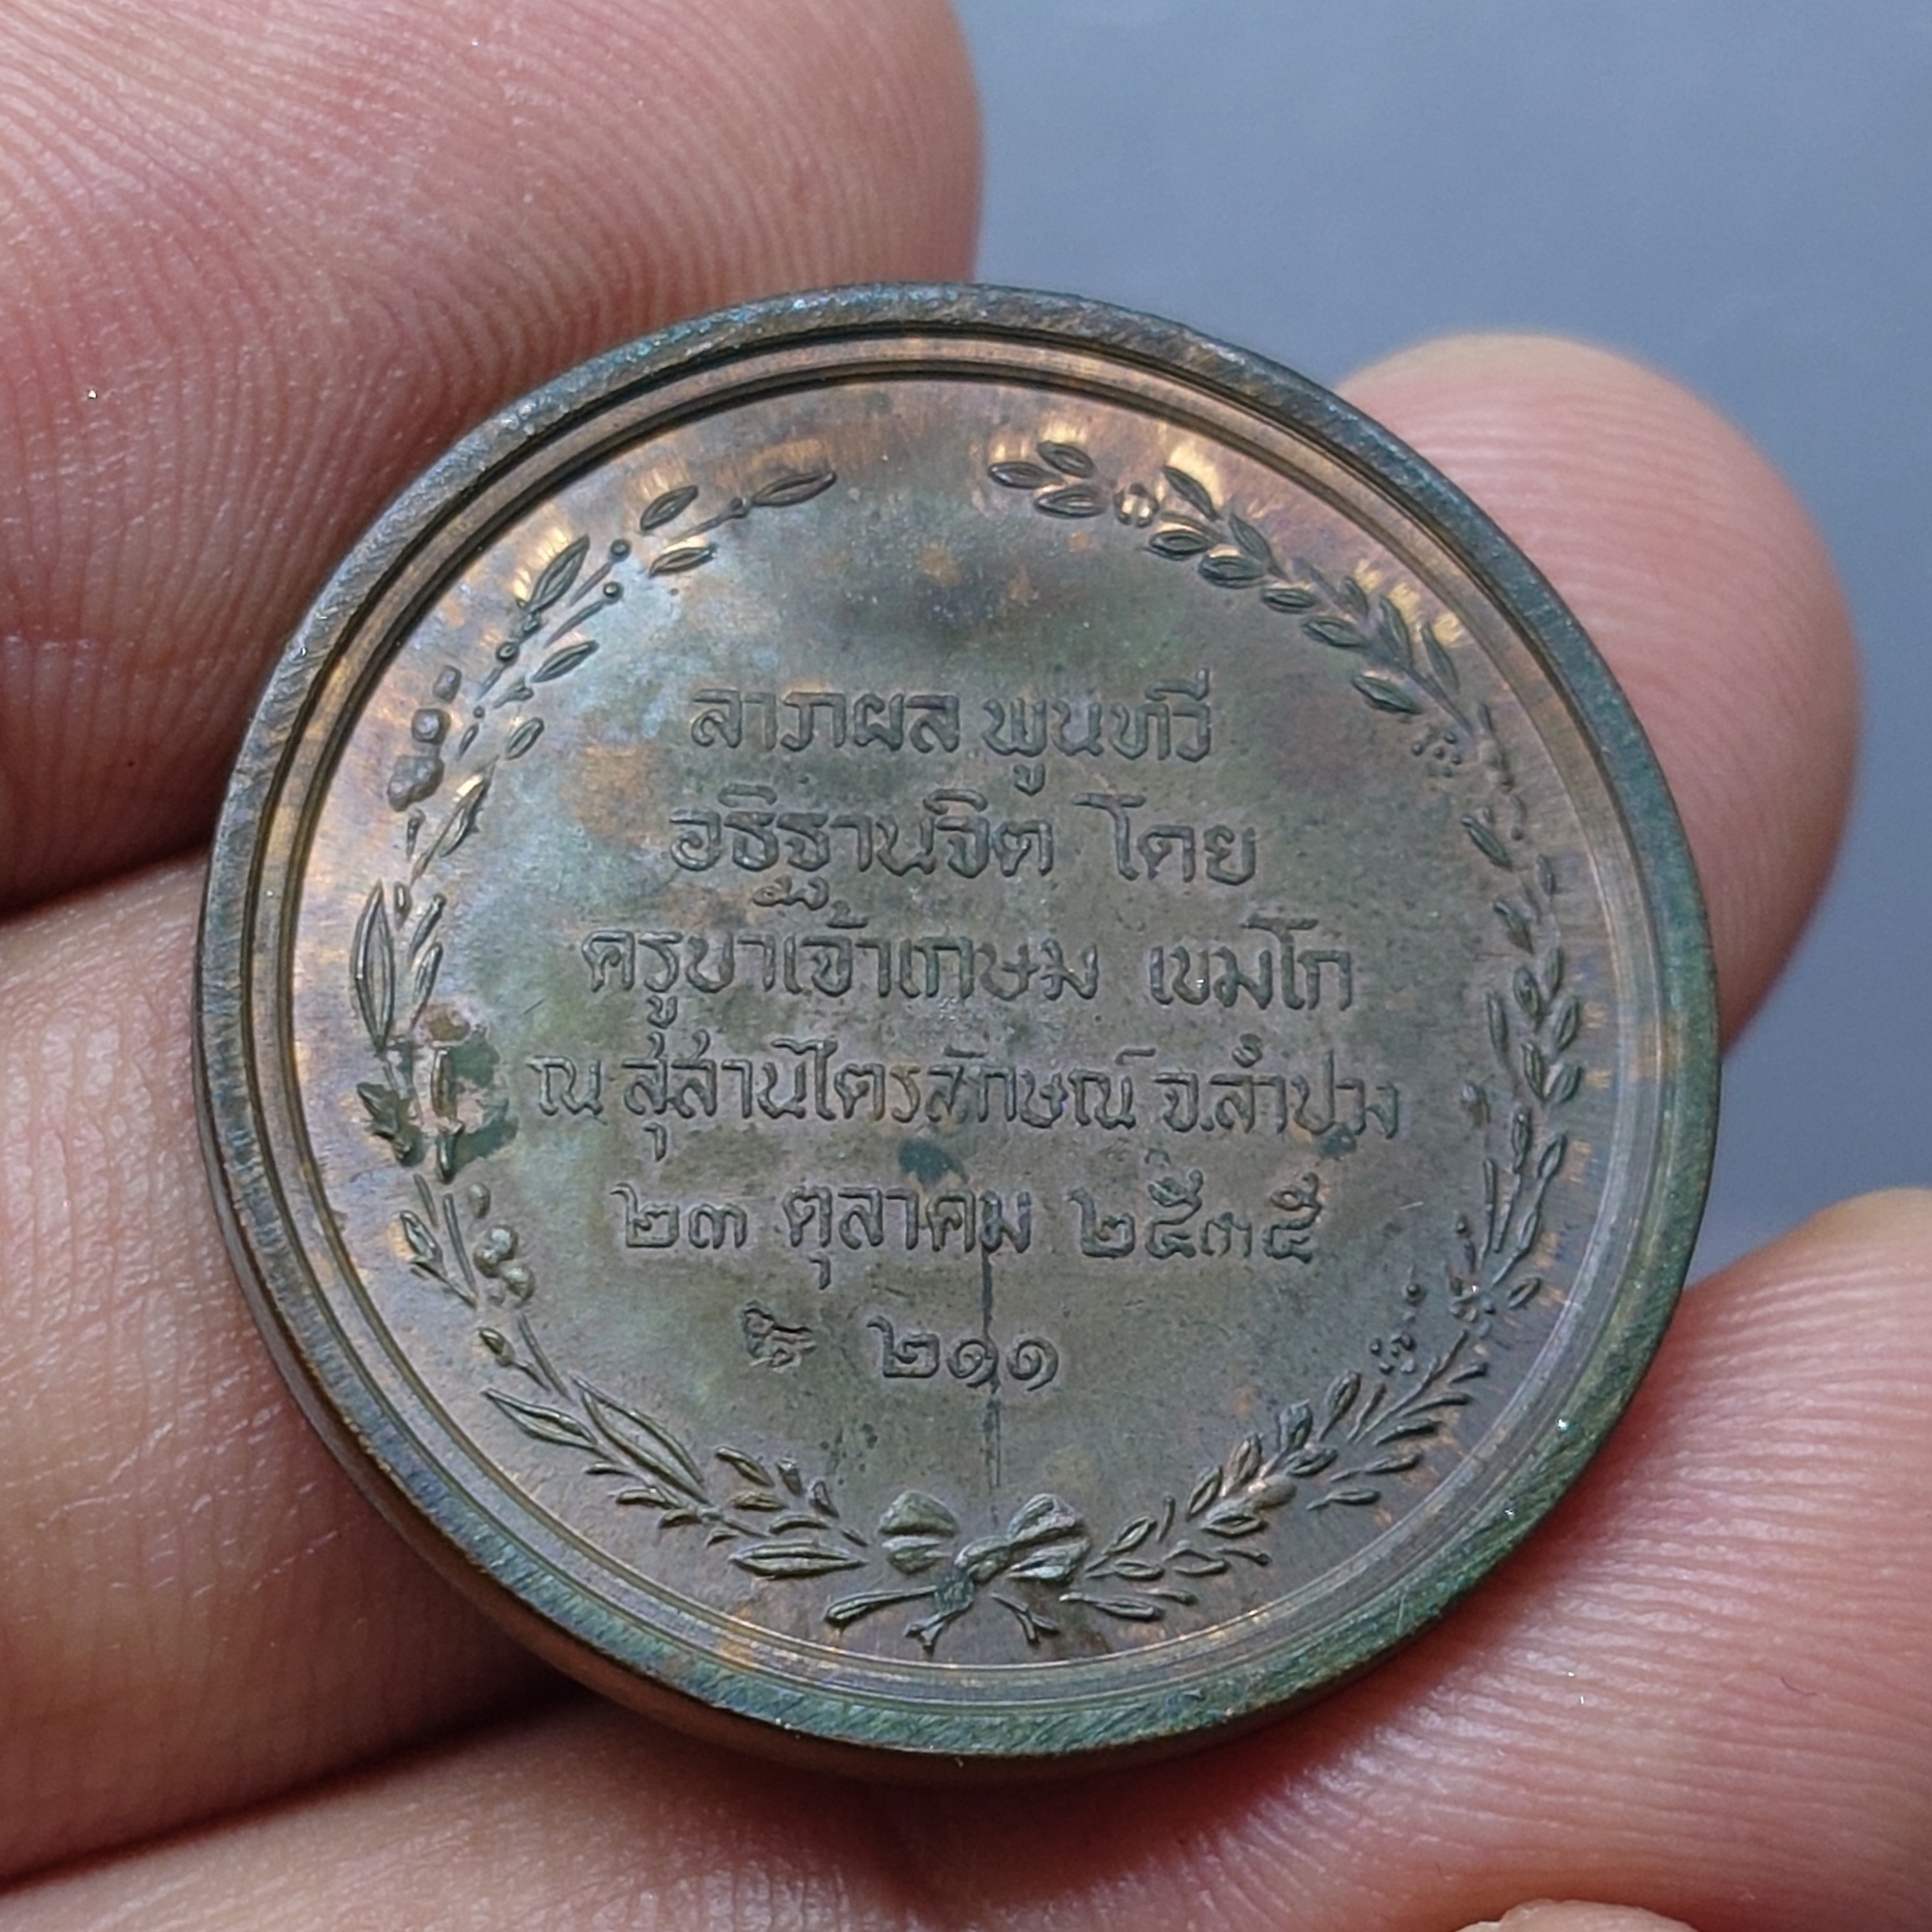 ลาภผล พูนทวี
อธิฐานจิต โดย
ครูบาเจ้าเกษม เขมโก
ณ สุสานไตรลักษณ์ จ.ลำปาง
๒๓ ตุลาคม ๒๕๓๕
๒๑๑